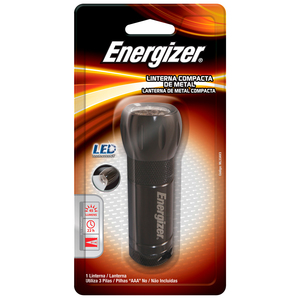 Energizer
LINTERNA COMPACTA
DE METAL
LANTERNA DE METAL COMPACTA
LED
Energizer
1 Linterna / Lanterna
Utiliza 3 Pilas / Pilhas "AAA" No / Não Incluidas